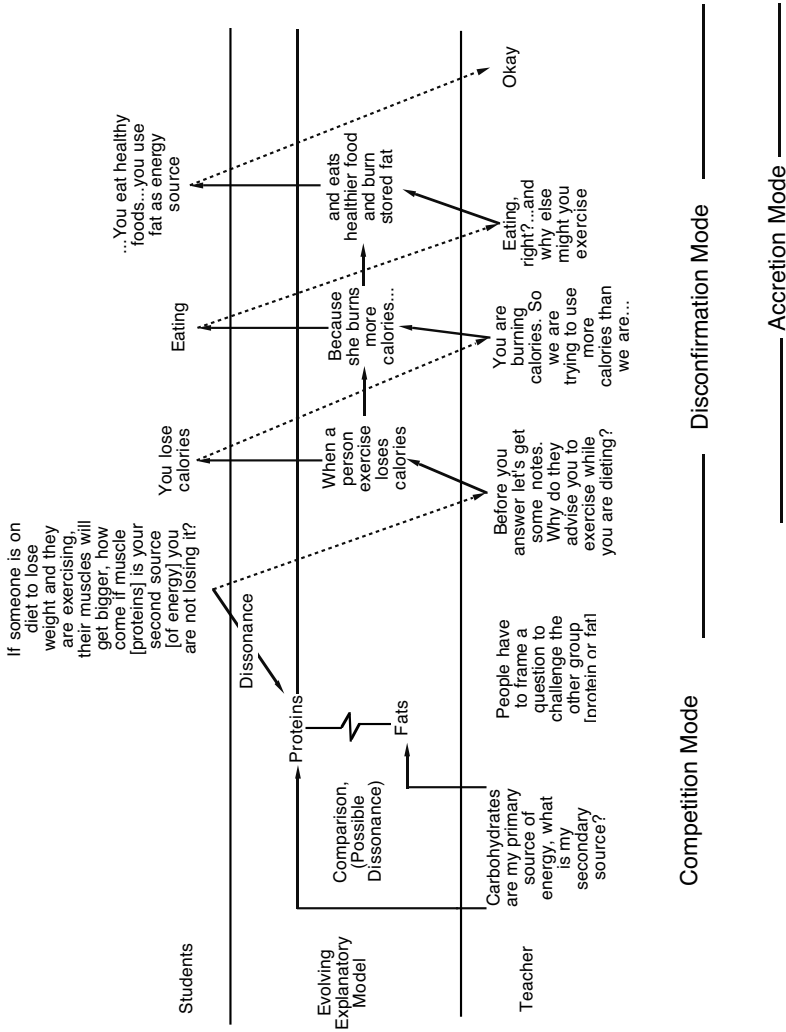 Students
If someone is on
diet to lose
weight and they
are exercising,
their muscles will
get bigger, how
come if muscle
[proteins] is your
second source
[of energy] you
are not losing it?
You lose
calories
Eating
...You eat healthy
foods...you use
fat as energy
source
Evolving
Explanatory
Model
Comparison,
(Possible
Dissonance)
Proteins
Fats
Dissonance
When a
person
exercise
loses
calories
Because
she burns
more
calories...
and eats
healthier food
and burn
stored fat
Teacher
Carbohydrates
are my primary
source of
energy, what
is my
secondary
source?
People have
to frame a
question to
challenge the
other group
[protein or fat]
Before you
answer let's get
some notes.
Why do they
advise you to
exercise while
you are dieting?
You are
burning
calories. So
we are
trying to use
more
calories than
we are...
Eating,
right?...and
why else
might you
exercise
Okay
Competition Mode
Disconfirmation Mode
Accretion Mode